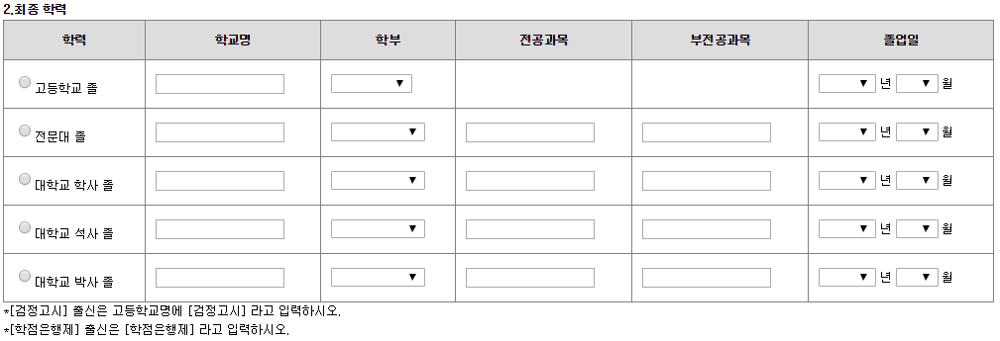 2.최종 학력
학력 학교명 학부 전공과목 부전공과목 졸업일
고등학교 졸 년 월
전문대 졸 년 월
대학교 학사 졸 년 월
대학교 석사 졸 년 월
대학교 박사 졸 년 월
*[검정고시] 출신은 고등학교명에 [검정고시] 라고 입력하시오.
*[학점은행제] 출신은 [학점은행제] 라고 입력하시오.